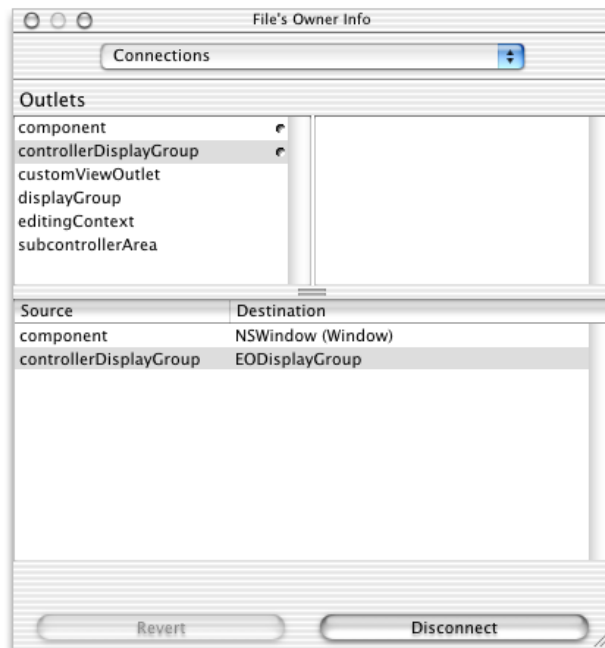 File's Owner Info
Connections
Outlets
component
controllerDisplayGroup
customViewOutlet
displayGroup
editingContext
subcontrollerArea
Source Destination
component NSWindow (Window)
controllerDisplayGroup EODisplayGroup
Revert Disconnect